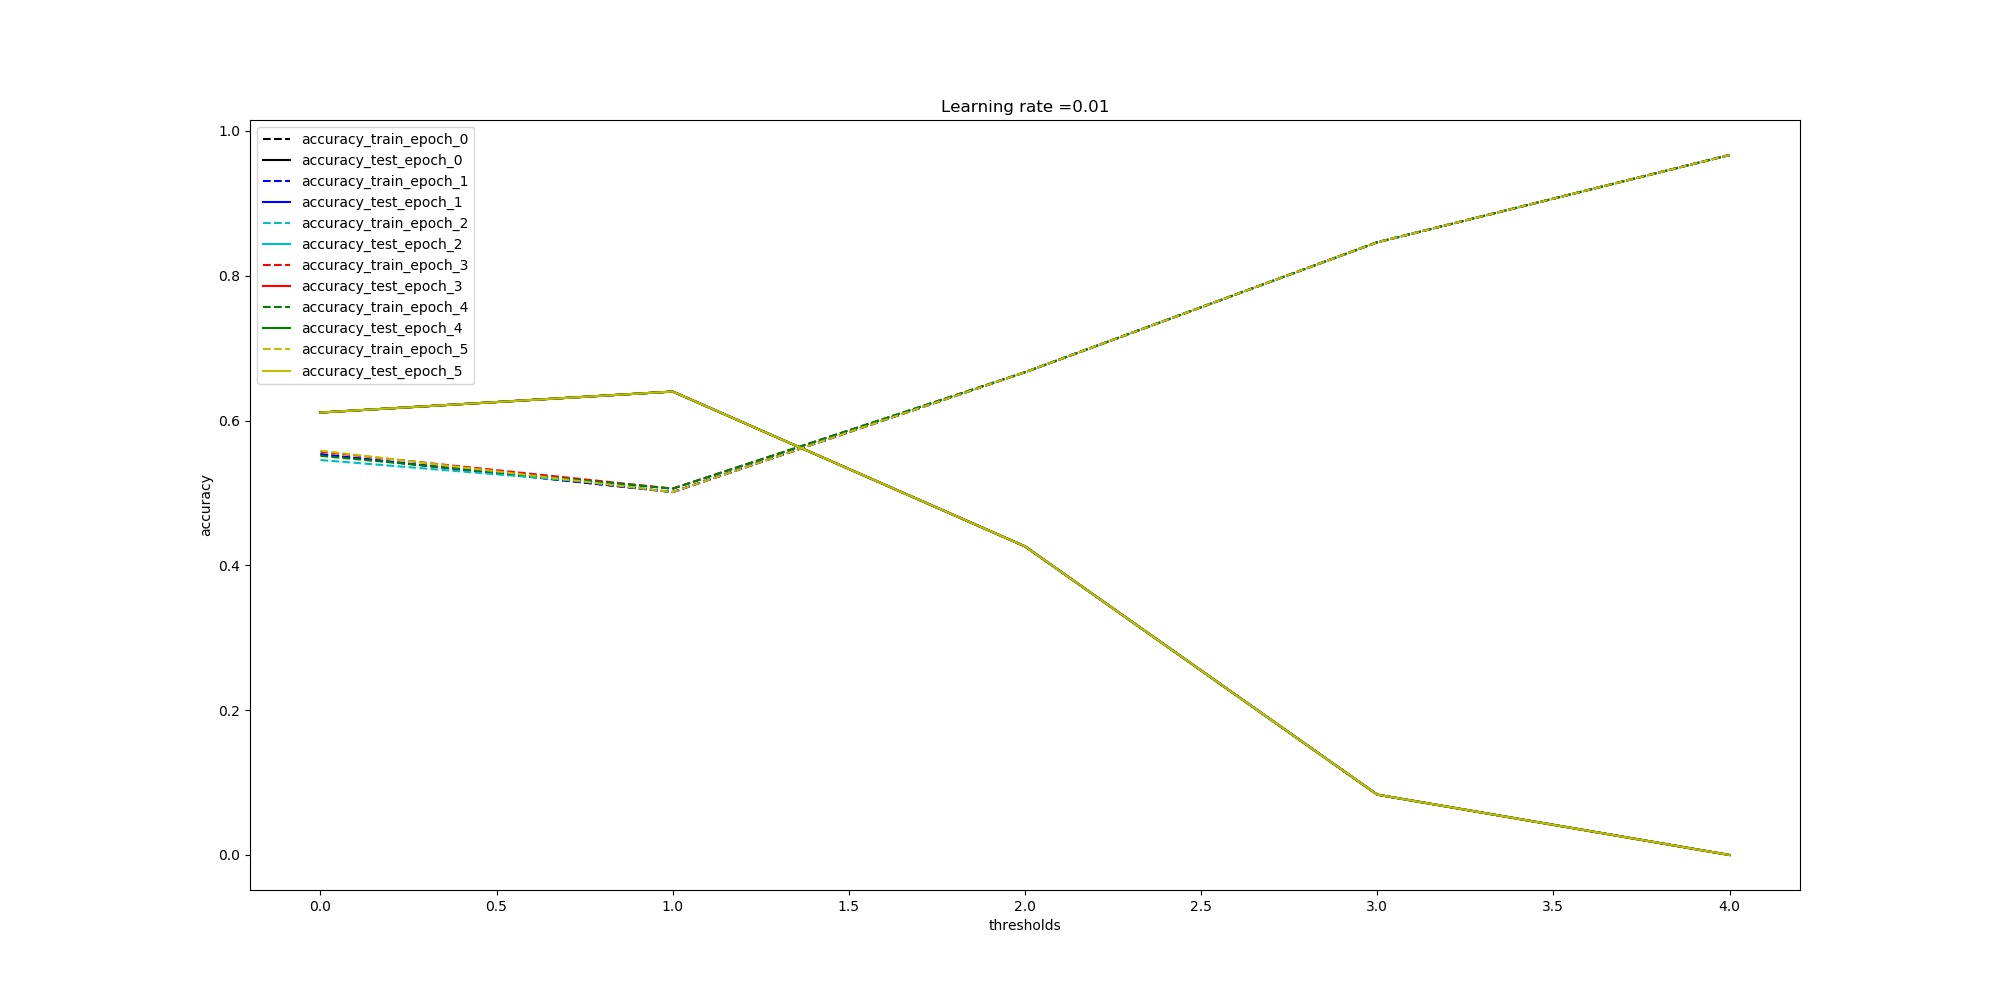 Learning rate =0.01
1.0
0.8
0.6
0.4
0.2
0.0
accuracy
accuracy_train_epoch_0
accuracy_test_epoch_0
accuracy_train_epoch_1
accuracy_test_epoch_1
accuracy_train_epoch_2
accuracy_test_epoch_2
accuracy_train_epoch_3
accuracy_test_epoch_3
accuracy_train_epoch_4
accuracy_test_epoch_4
accuracy_train_epoch_5
accuracy_test_epoch_5
0.0 0.5 1.0 1.5 2.0 2.5 3.0 3.5 4.0
thresholds